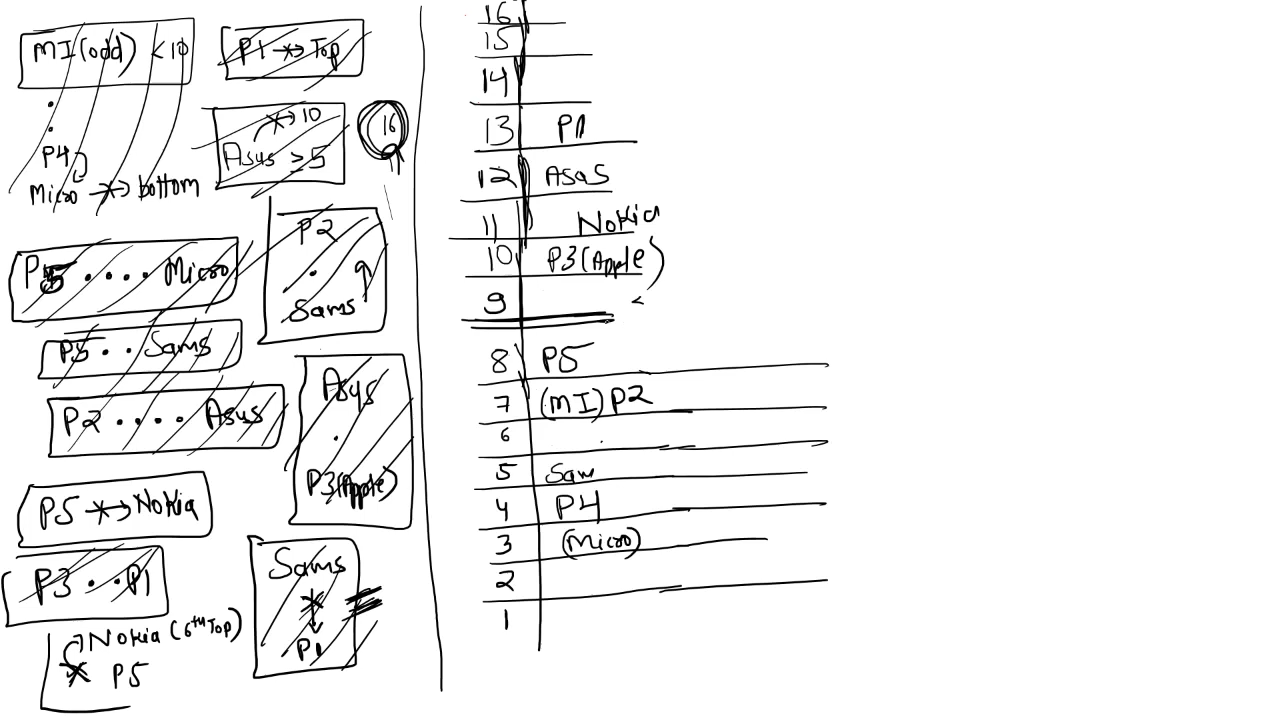 MI(odd) <10
P4
Micro bottom
P1 Top
10
Asus ≥5
16
P2
.
Sams
P5 .... Micro
P5 .. Sams
P2 .... Asus
Asys
.
P3(Apple)
P5 Nokia
P3 .. P1
Nokia (6th Top)
P5
Sams
P1
16
15
14
13 P1
12 Asas
11 Nokia
10 P3(Apple)
9 <
8 P5
7 (MI)P2
6
5 Sam
4 P4
3 (Micro)
2
1